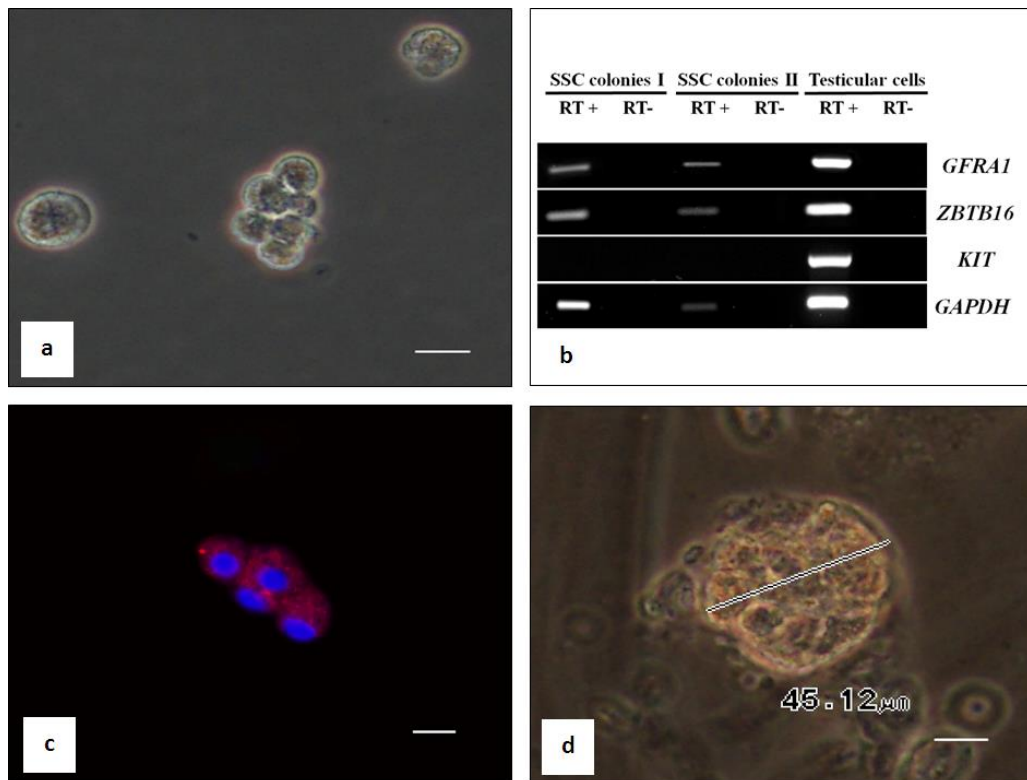 a
SSC colonies I SSC colonies II Testicular cells
RT + RT- RT + RT- RT + RT-
GFRA1
ZBTB16
KIT
GAPDH
b
c
45.12µm
d